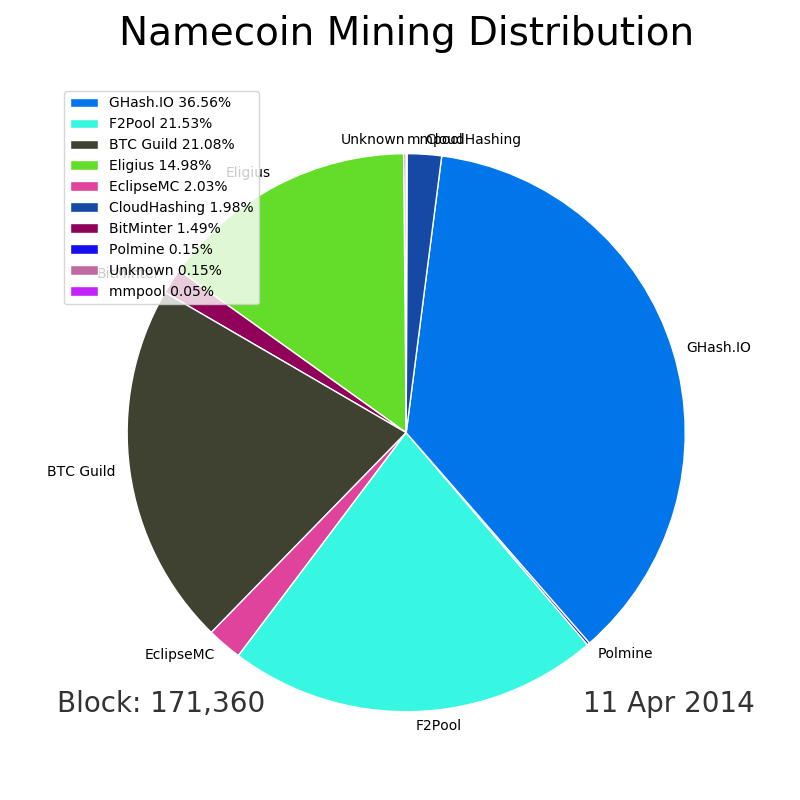 Namecoin Mining Distribution
GHash.IO 36.56%
F2Pool 21.53%
BTC Guild 21.08%
Eligius 14.98%
EclipseMC 2.03%
CloudHashing 1.98%
BitMinter 1.49%
Polmine 0.15%
Unknown 0.15%
mmpool 0.05%
Unknown
mmpool
CloudHashing
Eligius
BitMinter
GHash.IO
BTC Guild
EclipseMC
Polmine
F2Pool
Block: 171,360
11 Apr 2014